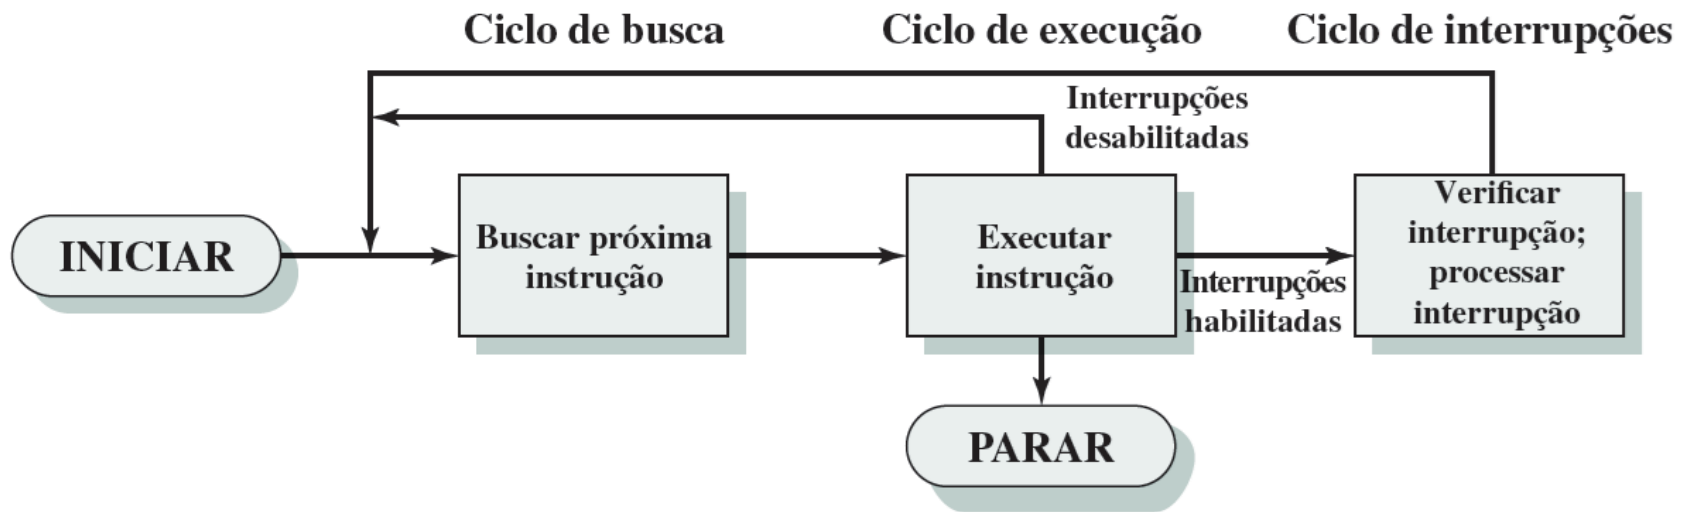 Ciclo de busca
Ciclo de execução
Ciclo de interrupções
Interrupções
desabilitadas
INICIAR
Buscar próxima
instrução
Executar
instrução
Interrupções
habilitadas
Verificar
interrupção;
processar
interrupção
PARAR